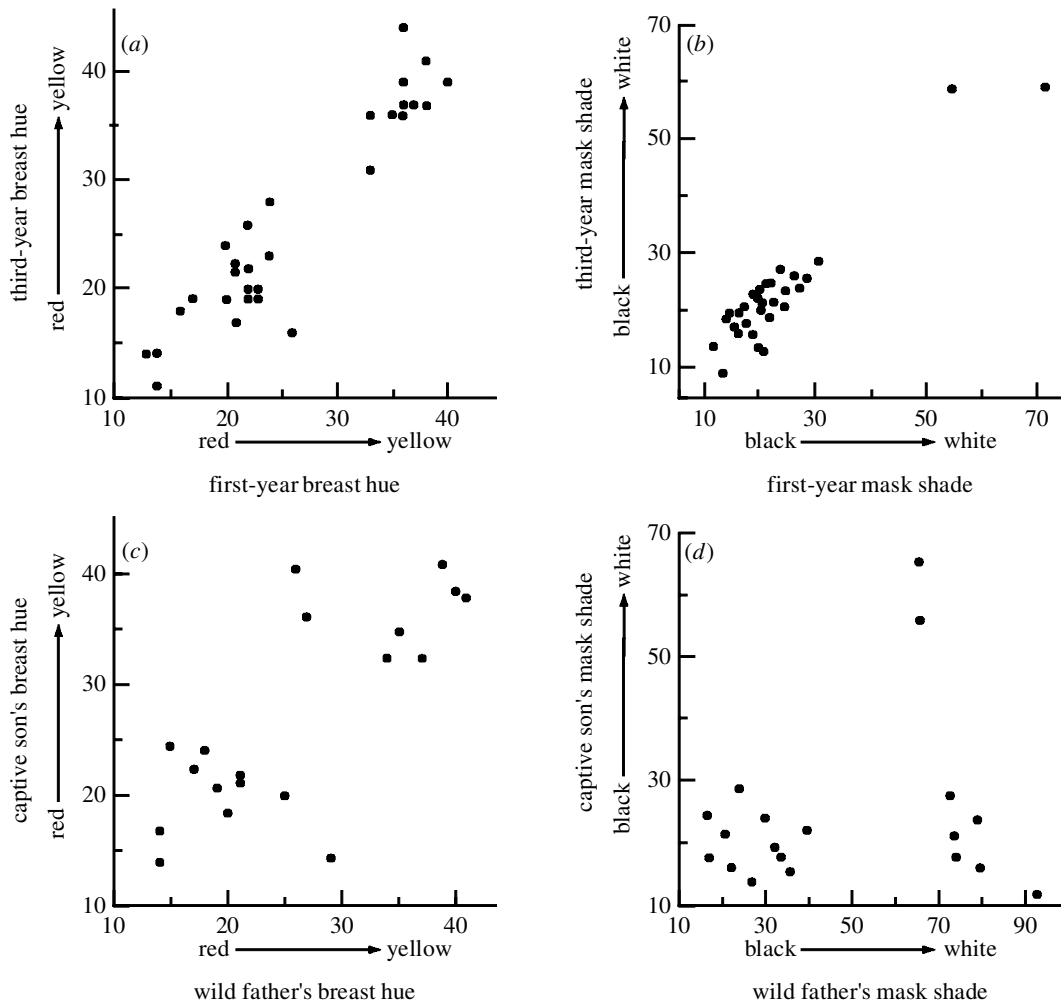 (a)
third-year breast hue
red
yellow
40
30
20
10
10 20 30 40
red yellow
first-year breast hue
(b)
third-year mask shade
black
white
70
50
30
10
10 30 50 70
black white
first-year mask shade
(c)
captive son's breast hue
red
yellow
40
30
20
10
10 20 30 40
red yellow
wild father's breast hue
(d)
captive son's mask shade
black
white
70
50
30
10
10 30 50 70 90
black white
wild father's mask shade